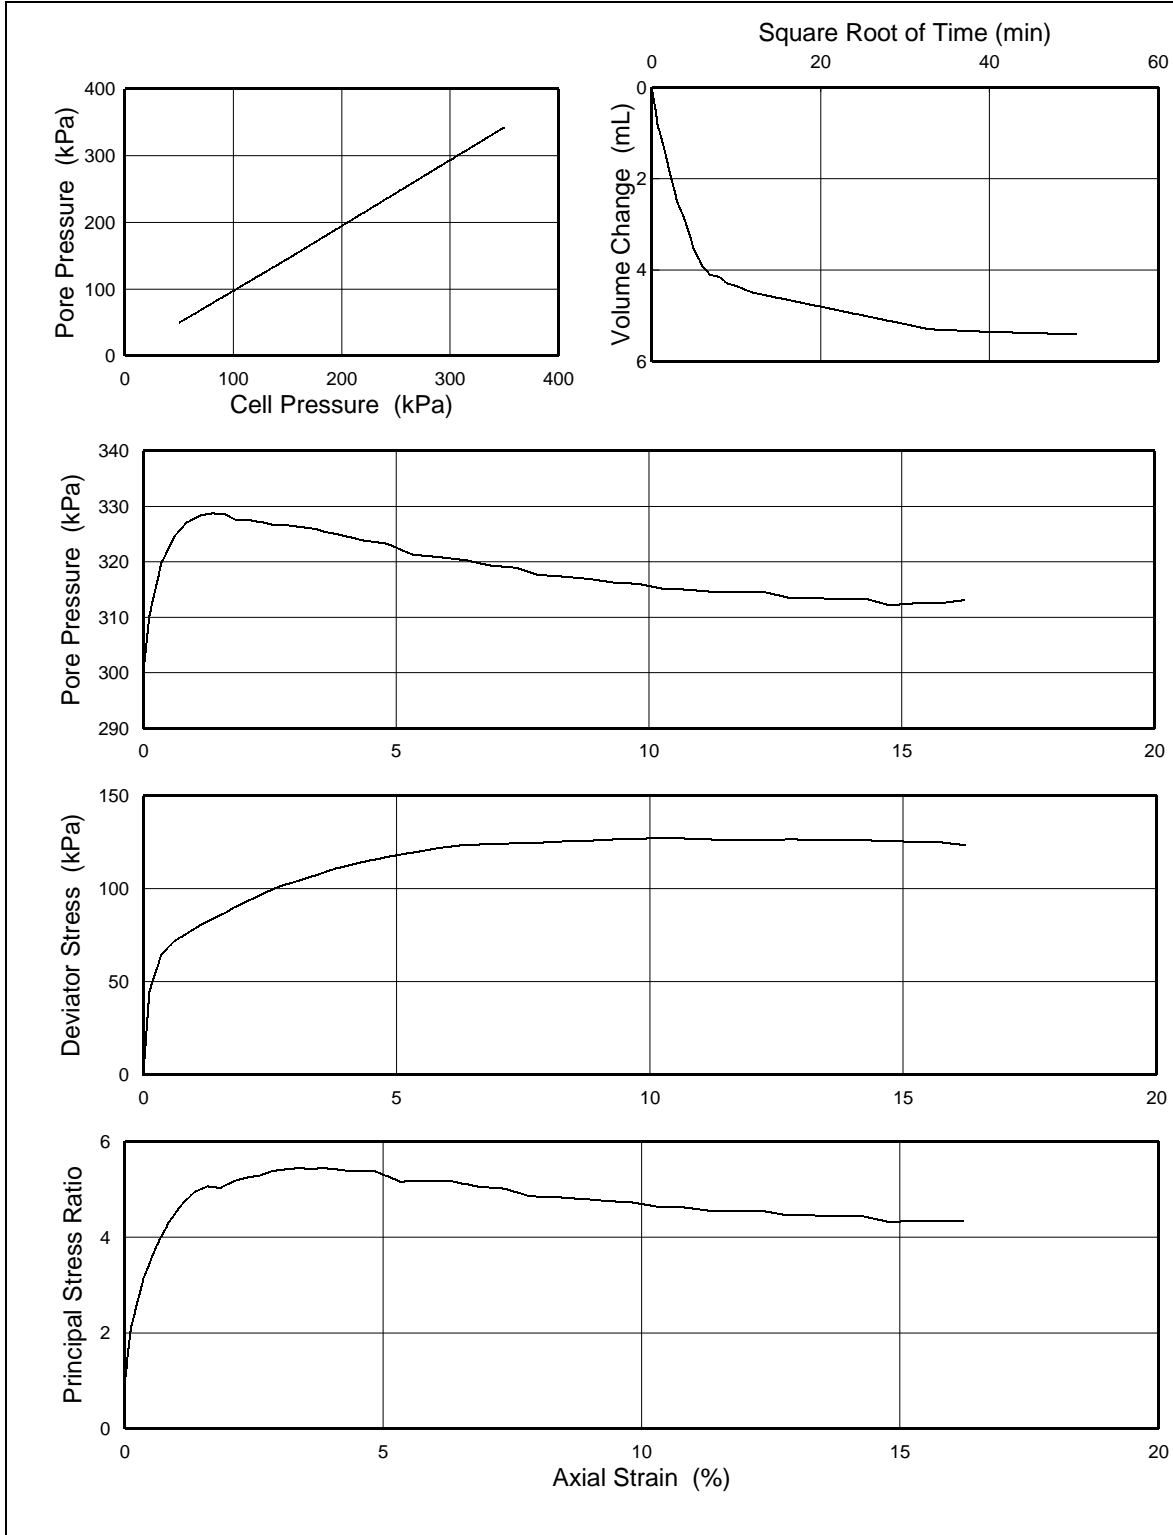 Square Root of Time (min)
0 20 40 60
Volume Change (mL)
0
2
4
6
Pore Pressure (kPa)
400
300
200
100
0
0 100 200 300 400
Cell Pressure (kPa)
Pore Pressure (kPa)
340
330
320
310
300
290
0 5 10 15 20
Deviator Stress (kPa)
150
100
50
0
0 5 10 15 20
Principal Stress Ratio
6
4
2
0
0 5 10 15 20
Axial Strain (%)